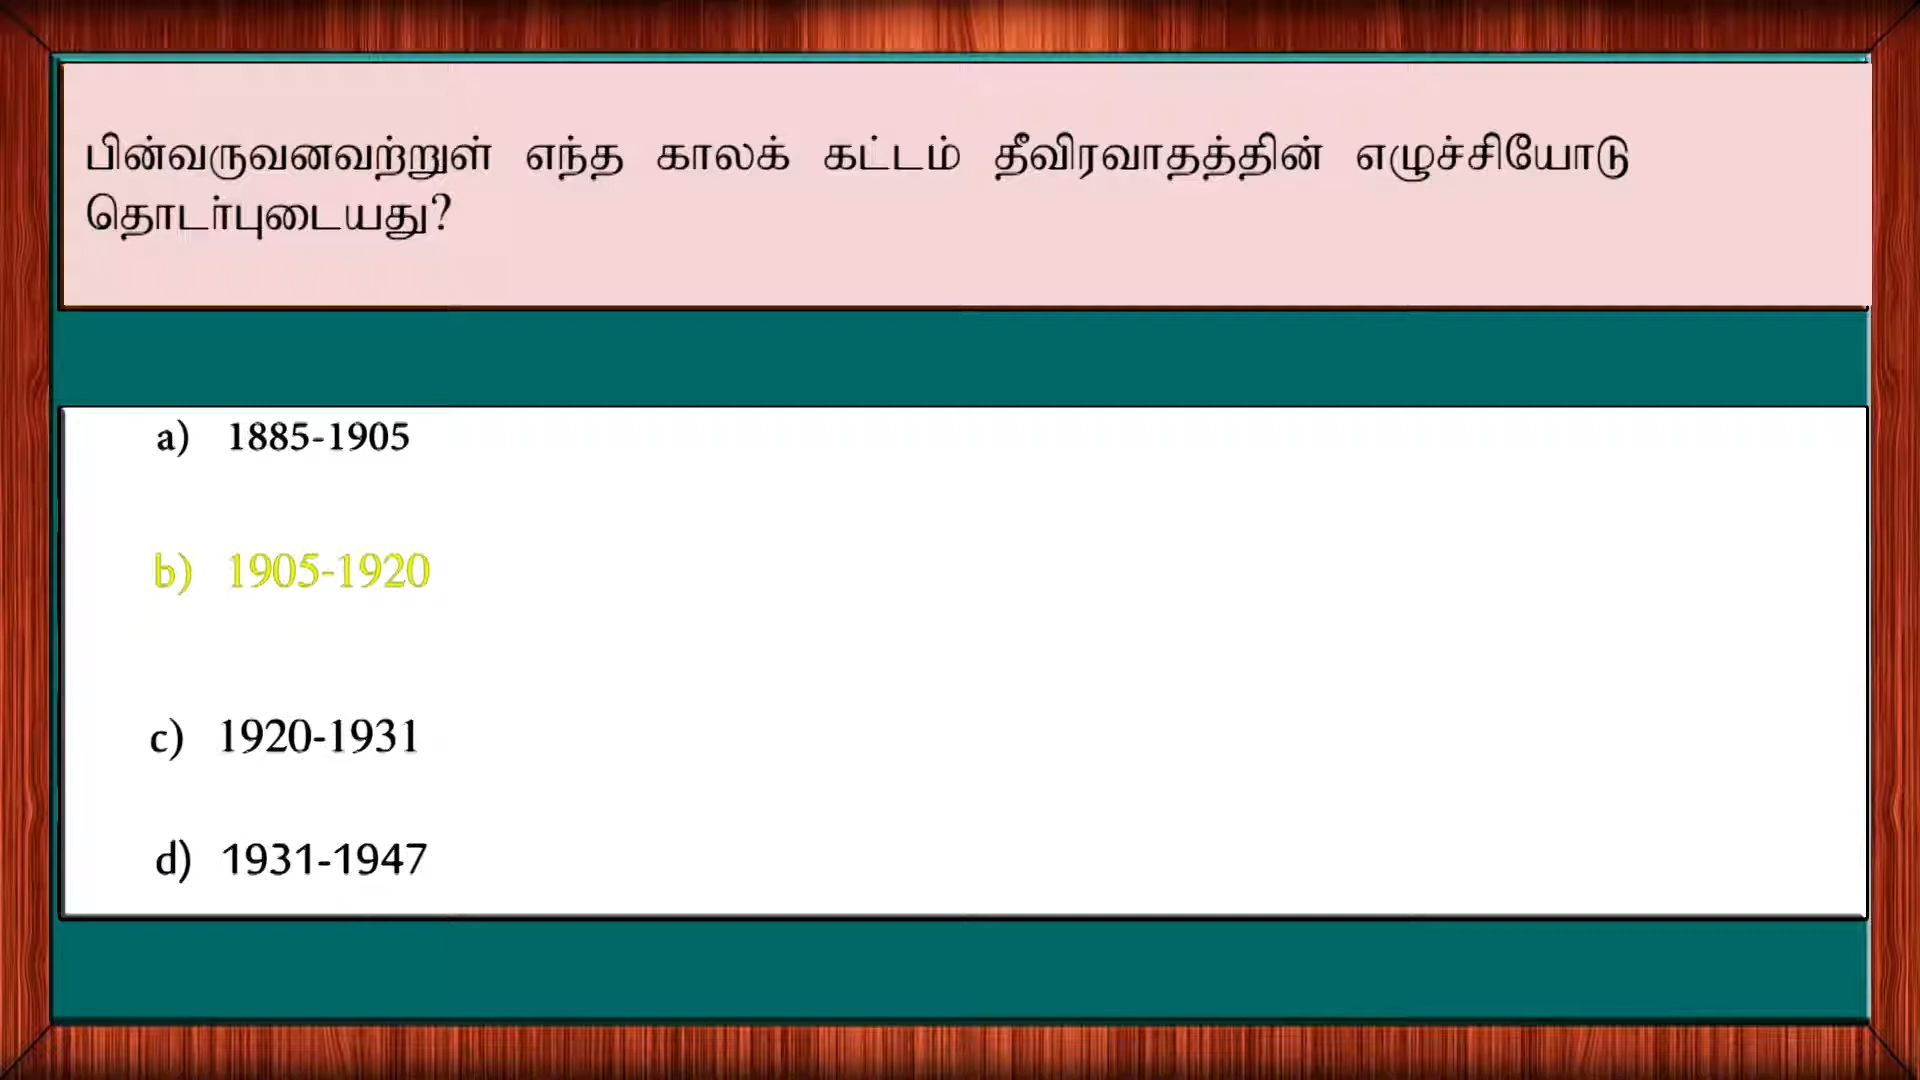 பின்வருவனவற்றுள் எந்த காலக் கட்டம் தீவிரவாதத்தின் எழுச்சியோடு
தொடர்புடையது?
a) 1885-1905
b) 1905-1920
c) 1920-1931
d) 1931-1947